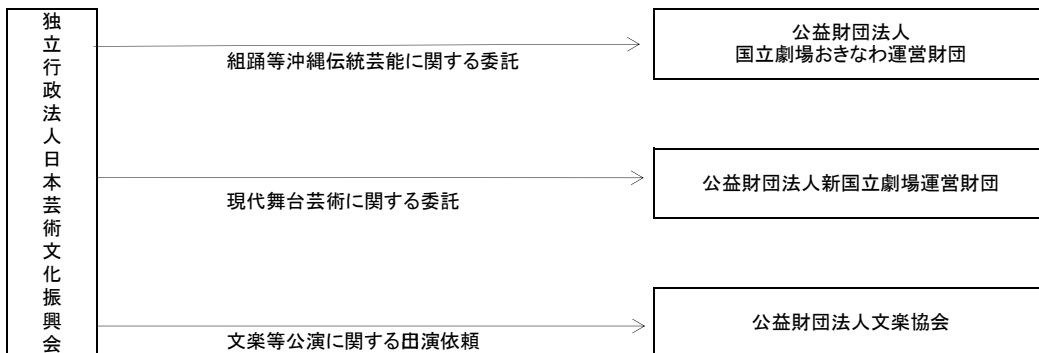 独立行政法人日本芸術文化振興会
組踊等沖縄伝統芸能に関する委託
公益財団法人
国立劇場おきなわ運営財団
現代舞台芸術に関する委託
公益財団法人新国立劇場運営財団
文楽等公演に関する田演依頼
公益財団法人文楽協会